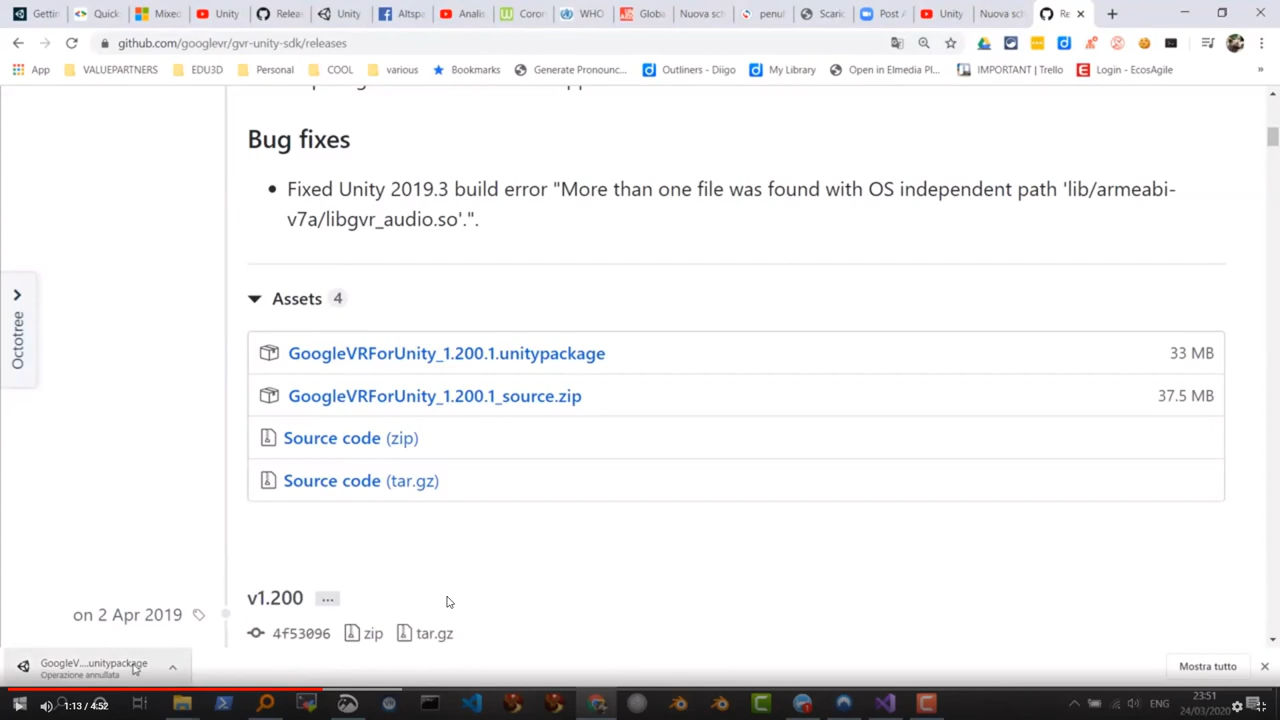 Gettin
Quick
Mixed
Unity
Relea
Unity
Altspa
Analis
Coron
WHO
Globa
Nuova sch
penul
Scaric
Post A
Unity
Nuova sch
Re
github.com/googlevr/gvr-unity-sdk/releases
App
VALUEPARTNERS
EDU3D
Personal
COOL
various
Bookmarks
Generate Pronounc...
Outliners - Diigo
My Library
Open in Elmedia Pl...
IMPORTANT | Trello
Login - EcosAgile
»
Bug fixes
• Fixed Unity 2019.3 build error "More than one file was found with OS independent path 'lib/armeabi-
v7a/libgvr_audio.so'.".
Octotree
Assets 4
GoogleVRForUnity_1.200.1.unitypackage 33 MB
GoogleVRForUnity_1.200.1_source.zip 37.5 MB
Source code (zip)
Source code (tar.gz)
v1.200 ...
on 2 Apr 2019
4f53096 zip tar.gz
GoogleV....unitypackage
Operazione annullata
Mostra tutto
1:13 / 4:52
ENG
23:51
24/03/2020